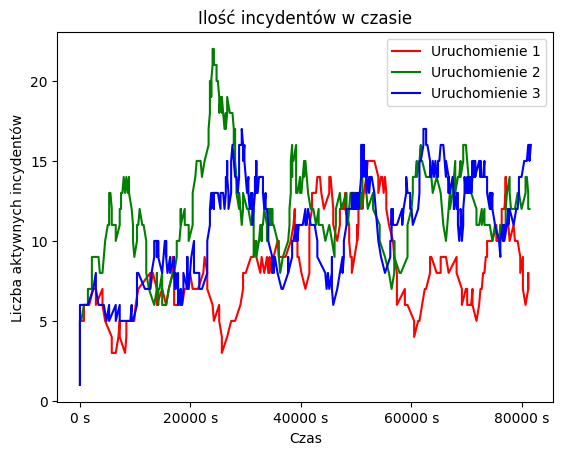 Ilość incydentów w czasie
Liczba aktywnych incydentów
20
15
10
5
0
Uruchomienie 1
Uruchomienie 2
Uruchomienie 3
0 s
20000 s
40000 s
60000 s
80000 s
Czas